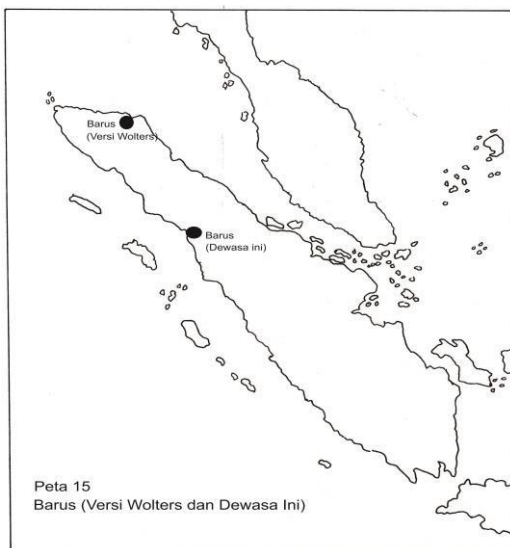 Barus
(Versi Wolters)
Barus
(Dewasa ini)
Peta 15
Barus (Versi Wolters dan Dewasa Ini)